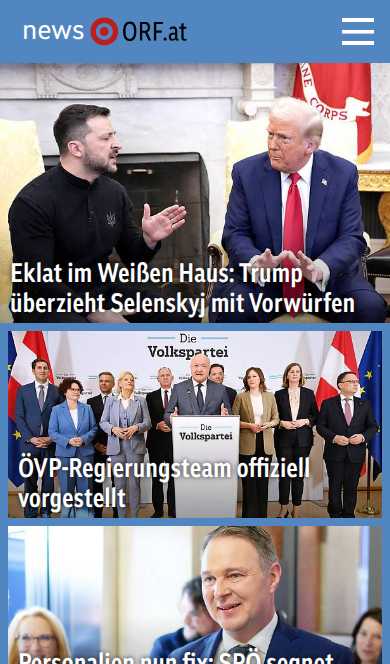 news ORF.at
CORPS
Eklat im Weißen Haus: Trump
überzieht Selenskyj mit Vorwürfen
Die
Volkspartei
Die
Volkspartei
ÖVP-Regierungsteam offiziell
vorgestellt
Personalien nun fix: SPÖ segnet